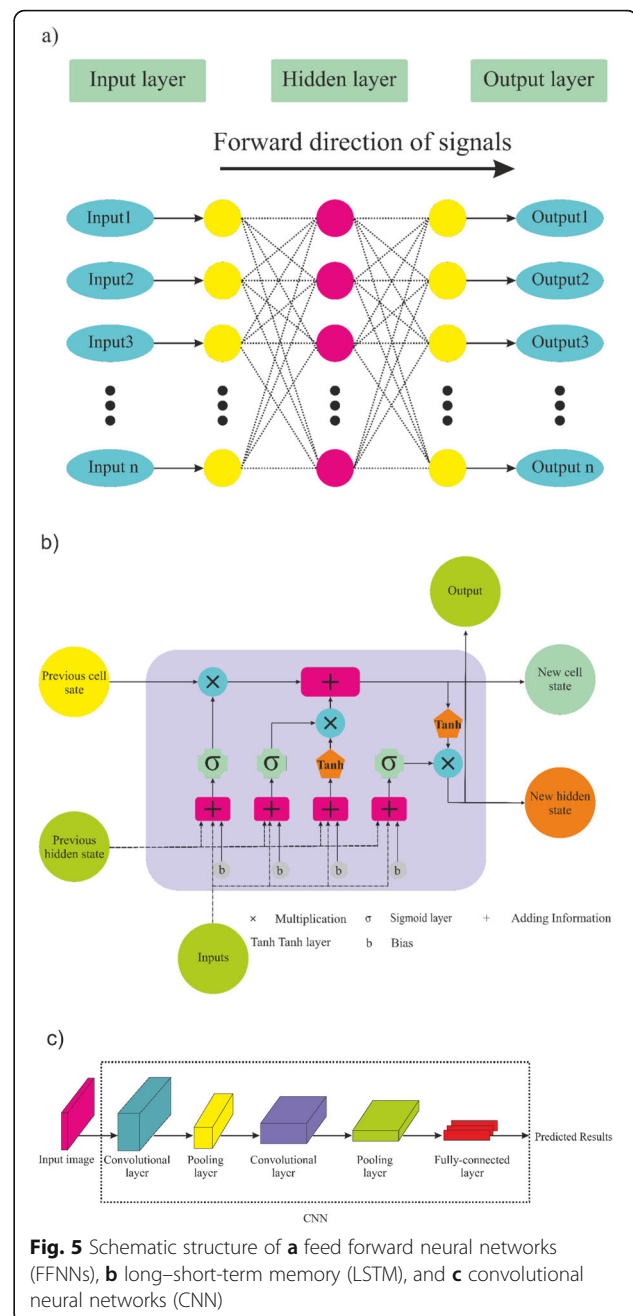 a)
Input layer Hidden layer Output layer
Forward direction of signals
Input1 Output1
Input2 Output2
Input3 Output3
Input n Output n
b)
Output
Previous cell
sate
New cell
state
× +
Tanh
σ σ × σ ×
Tanh
+ + + +
New hidden
state
Previous
hidden state
b b b b
Inputs
× Multiplication σ Sigmoid layer + Adding Information
Tanh Tanh layer b Bias
c)
Input image
Convolutional
layer
Pooling
layer
Convolutional
layer
Pooling
layer
Fully-connected
layer
Predicted Results
CNN
Fig. 5 Schematic structure of a feed forward neural networks
(FFNNs), b long–short-term memory (LSTM), and c convolutional
neural networks (CNN)